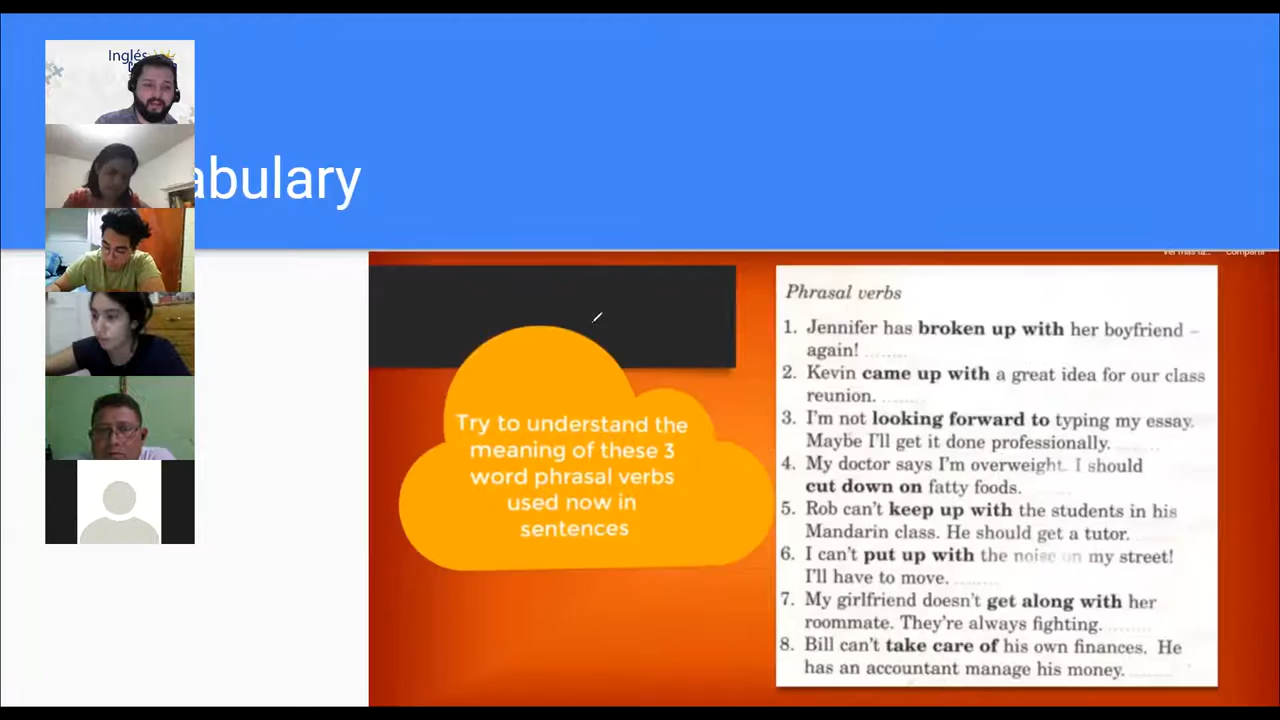 Inglés
abulary
Try to understand the
meaning of these 3
word phrasal verbs
used now in
sentences
Phrasal verbs
1. Jennifer has broken up with her boyfriend –
again! ........
2. Kevin came up with a great idea for our class
reunion. ........
3. I'm not looking forward to typing my essay.
Maybe I'll get it done professionally. ........
4. My doctor says I'm overweight. I should
cut down on fatty foods.
5. Rob can't keep up with the students in his
Mandarin class. He should get a tutor. ........
6. I can't put up with the noise on my street!
I'll have to move. ........
7. My girlfriend doesn't get along with her
roommate. They're always fighting. ........
8. Bill can't take care of his own finances. He
has an accountant manage his money. ........